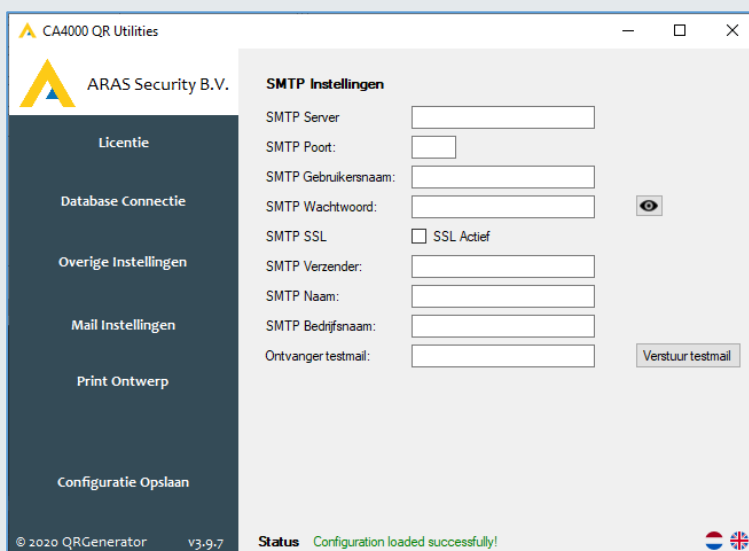 CA4000 QR Utilities
ARAS Security B.V.
Licentie
Database Connectie
Overige Instellingen
Mail Instellingen
Print Ontwerp
Configuratie Opslaan
© 2020 QRGenerator v3.9.7
SMTP Instellingen
SMTP Server
SMTP Poort:
SMTP Gebruikersnaam:
SMTP Wachtwoord:
SMTP SSL SSL Actief
SMTP Verzender:
SMTP Naam:
SMTP Bedrijfsnaam:
Ontvanger testmail: Verstuur testmail
Status Configuration loaded successfully!